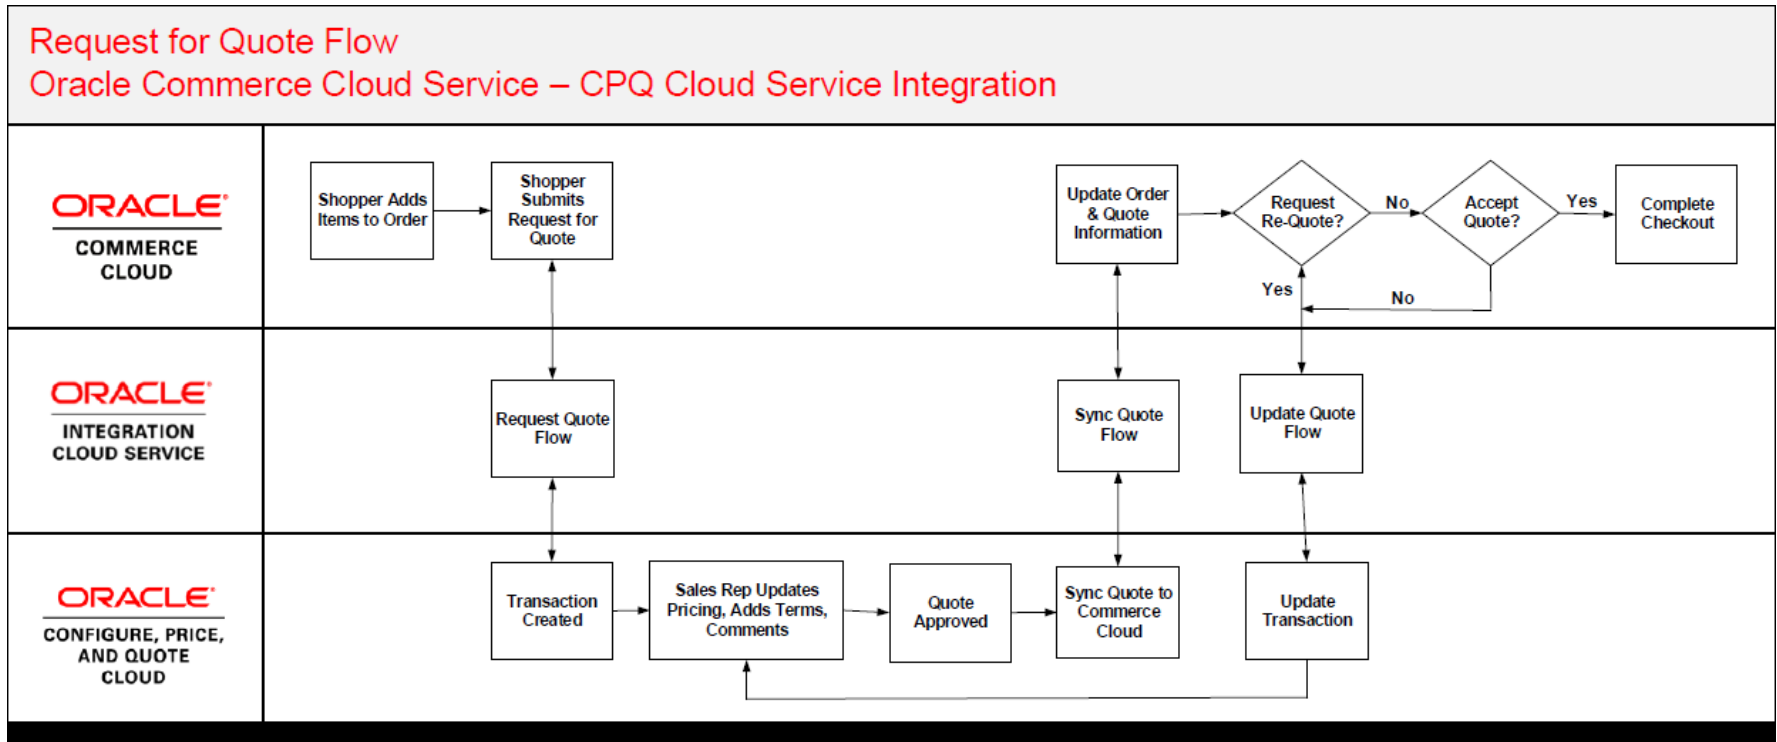 Request for Quote Flow
Oracle Commerce Cloud Service – CPQ Cloud Service Integration
ORACLE®
COMMERCE
CLOUD
Shopper Adds
Items to Order
Shopper
Submits
Request for
Quote
Update Order
& Quote
Information
Request
Re-Quote?
No
Accept
Quote?
Yes
Complete
Checkout
Yes
No
ORACLE®
INTEGRATION
CLOUD SERVICE
Request Quote
Flow
Sync Quote
Flow
Update Quote
Flow
ORACLE®
CONFIGURE, PRICE,
AND QUOTE
CLOUD
Transaction
Created
Sales Rep Updates
Pricing, Adds Terms,
Comments
Quote
Approved
Sync Quote to
Commerce
Cloud
Update
Transaction